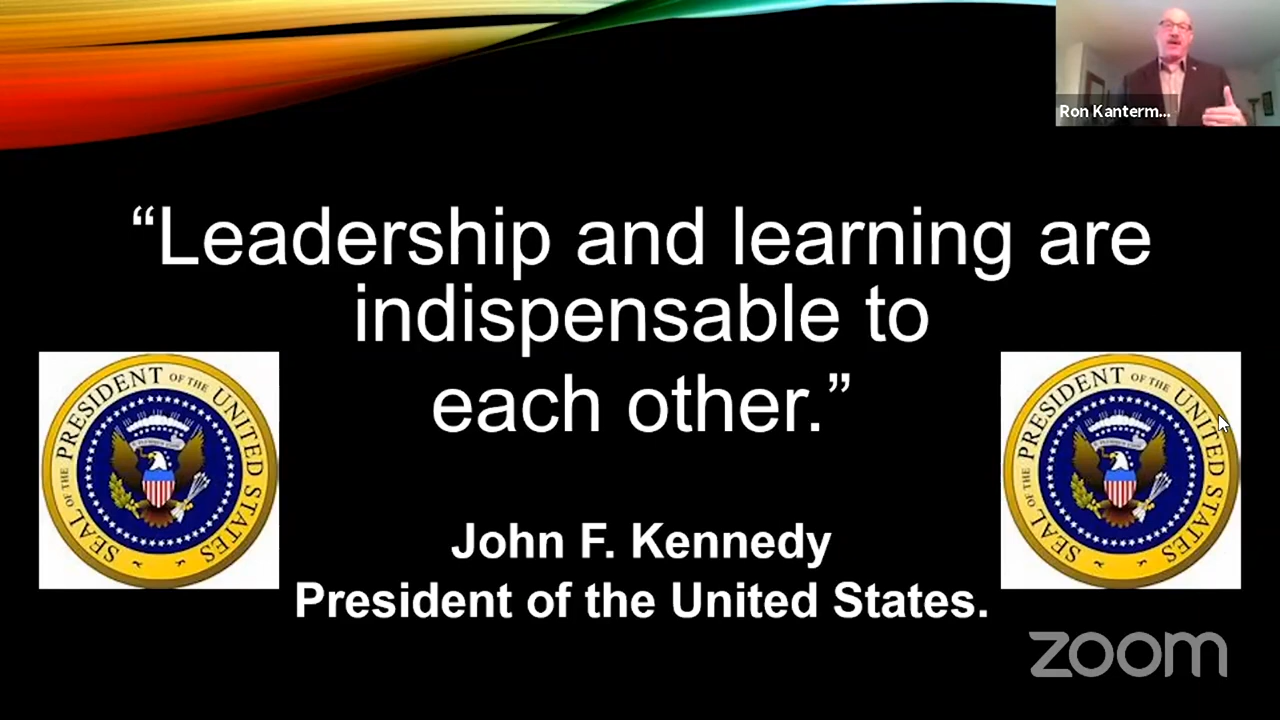 Ron Kanterm...
“Leadership and learning are
indispensable to
each other.”
SEAL OF THE PRESIDENT OF THE UNITED STATES
SEAL OF THE PRESIDENT OF THE UNITED STATES
John F. Kennedy
President of the United States.
zoom